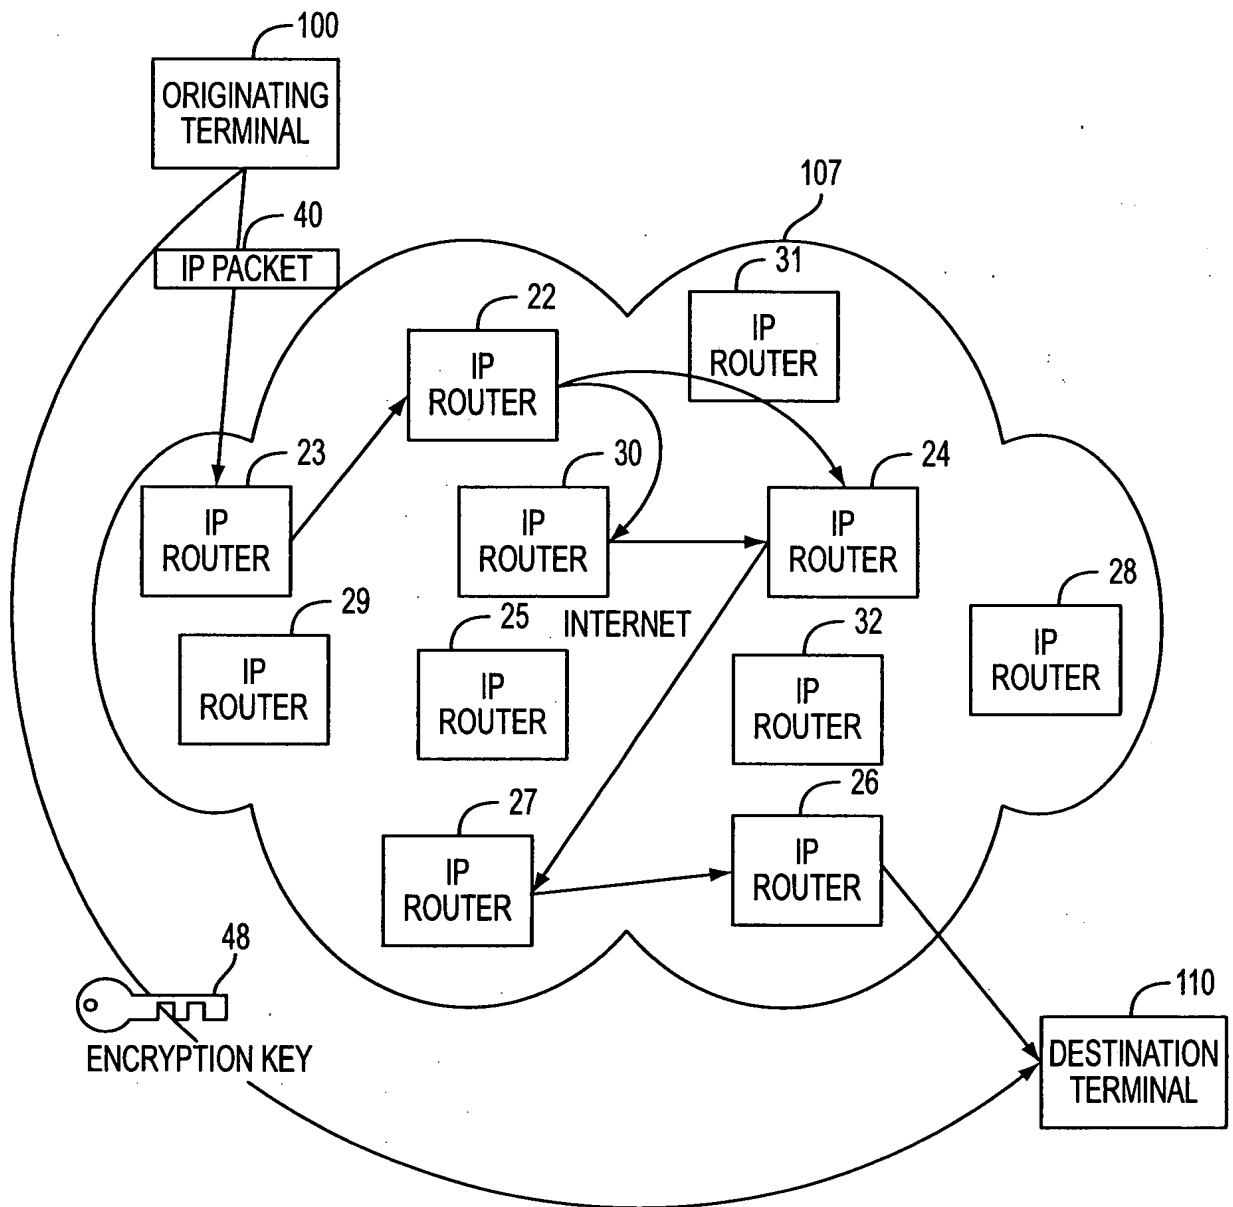 100
ORIGINATING
TERMINAL
107
40
IP PACKET
31
IP
ROUTER
22
IP
ROUTER
23
IP
ROUTER
30
IP
ROUTER
24
IP
ROUTER
29
IP
ROUTER
25
IP
ROUTER
INTERNET
32
IP
ROUTER
28
IP
ROUTER
27
IP
ROUTER
26
IP
ROUTER
48
ENCRYPTION KEY
110
DESTINATION
TERMINAL